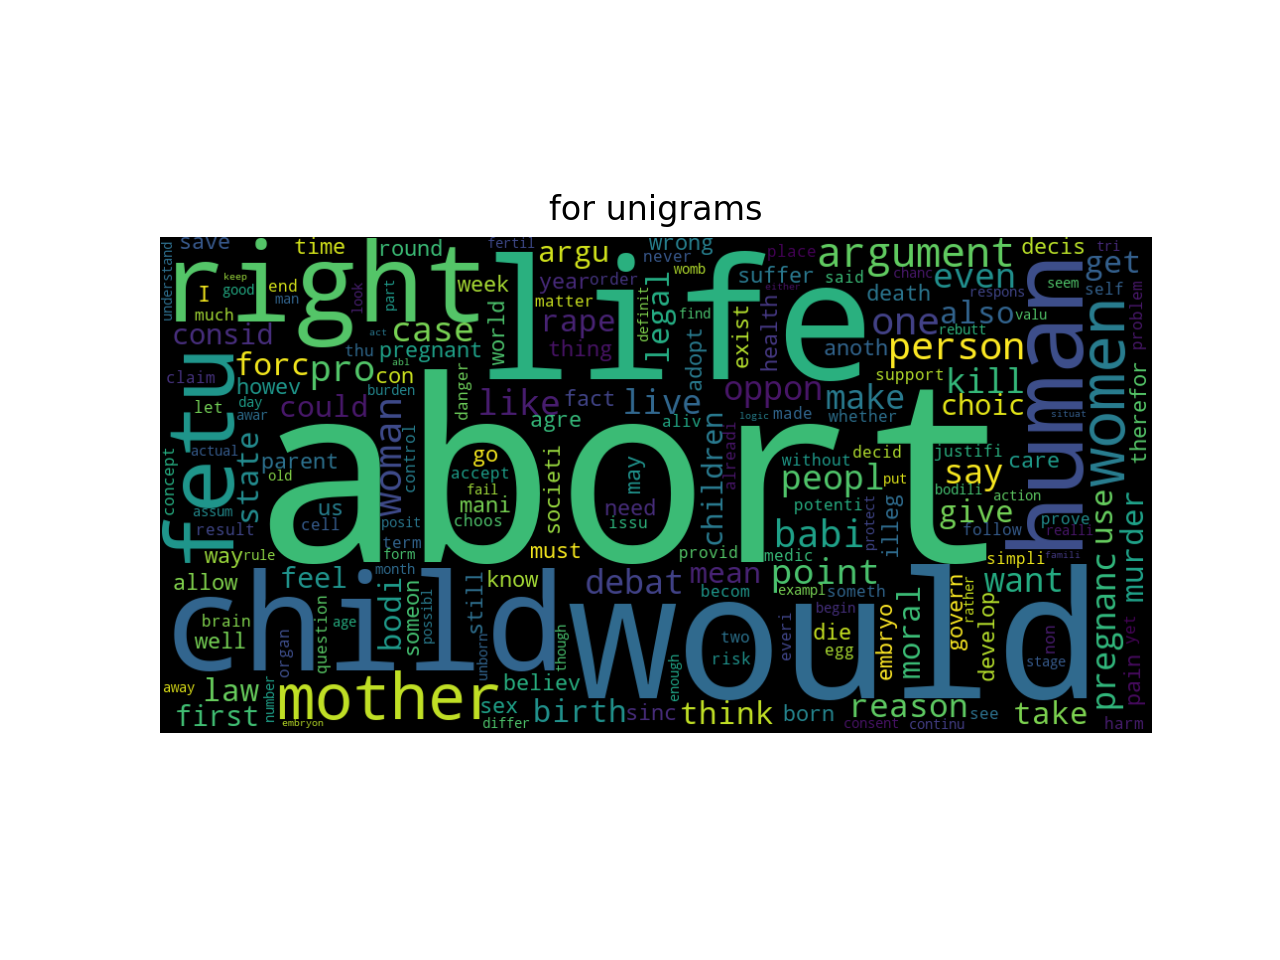 for unigrams
save
time
round
fertil
argu
wrong
never
place
argument
decis
tri
understand
right
life
keep
good
end
man
I
much
look
part
week
year
order
matter
womb
find
definit
legal
suffer
said
chanc
even
get
self
death
respons
seem
human
consid
act
case
world
rape
thing
adopt
exist
health
either
one
also
valu
rebutt
problem
anoth
person
women
thu
pregnant
abl
con
forc
pro
howev
burden
claim
fetu
let
day
awar
could
danger
like
fact
live
agre
aliv
oppon
make
support
kill
choic
logic
made
whether
situat
therefor
abort
woman
control
concept
actual
state
parent
old
assum
us
cell
result
posit
go
accept
fail
mani
choos
societi
may
need
issu
children
alreadi
without
decid
peopl
put
potenti
protect
babi
illeg
justifi
bodili
say
care
action
give
prove
follow
realli
use
murder
way
rule
term
form
month
must
provid
medic
simpli
famili
allow
feel
bodi
someon
possibl
still
know
debat
mean
becom
point
exampl
someth
want
pregnanc
child
would
brain
well
organ
question
age
unborn
though
two
risk
everi
begin
die
egg
embryo
moral
govern
rather
develop
non
stage
yet
pain
away
law
first
number
mother
embryon
sex
differ
believ
birth
sinc
enough
think
born
consent
reason
continu
see
take
harm